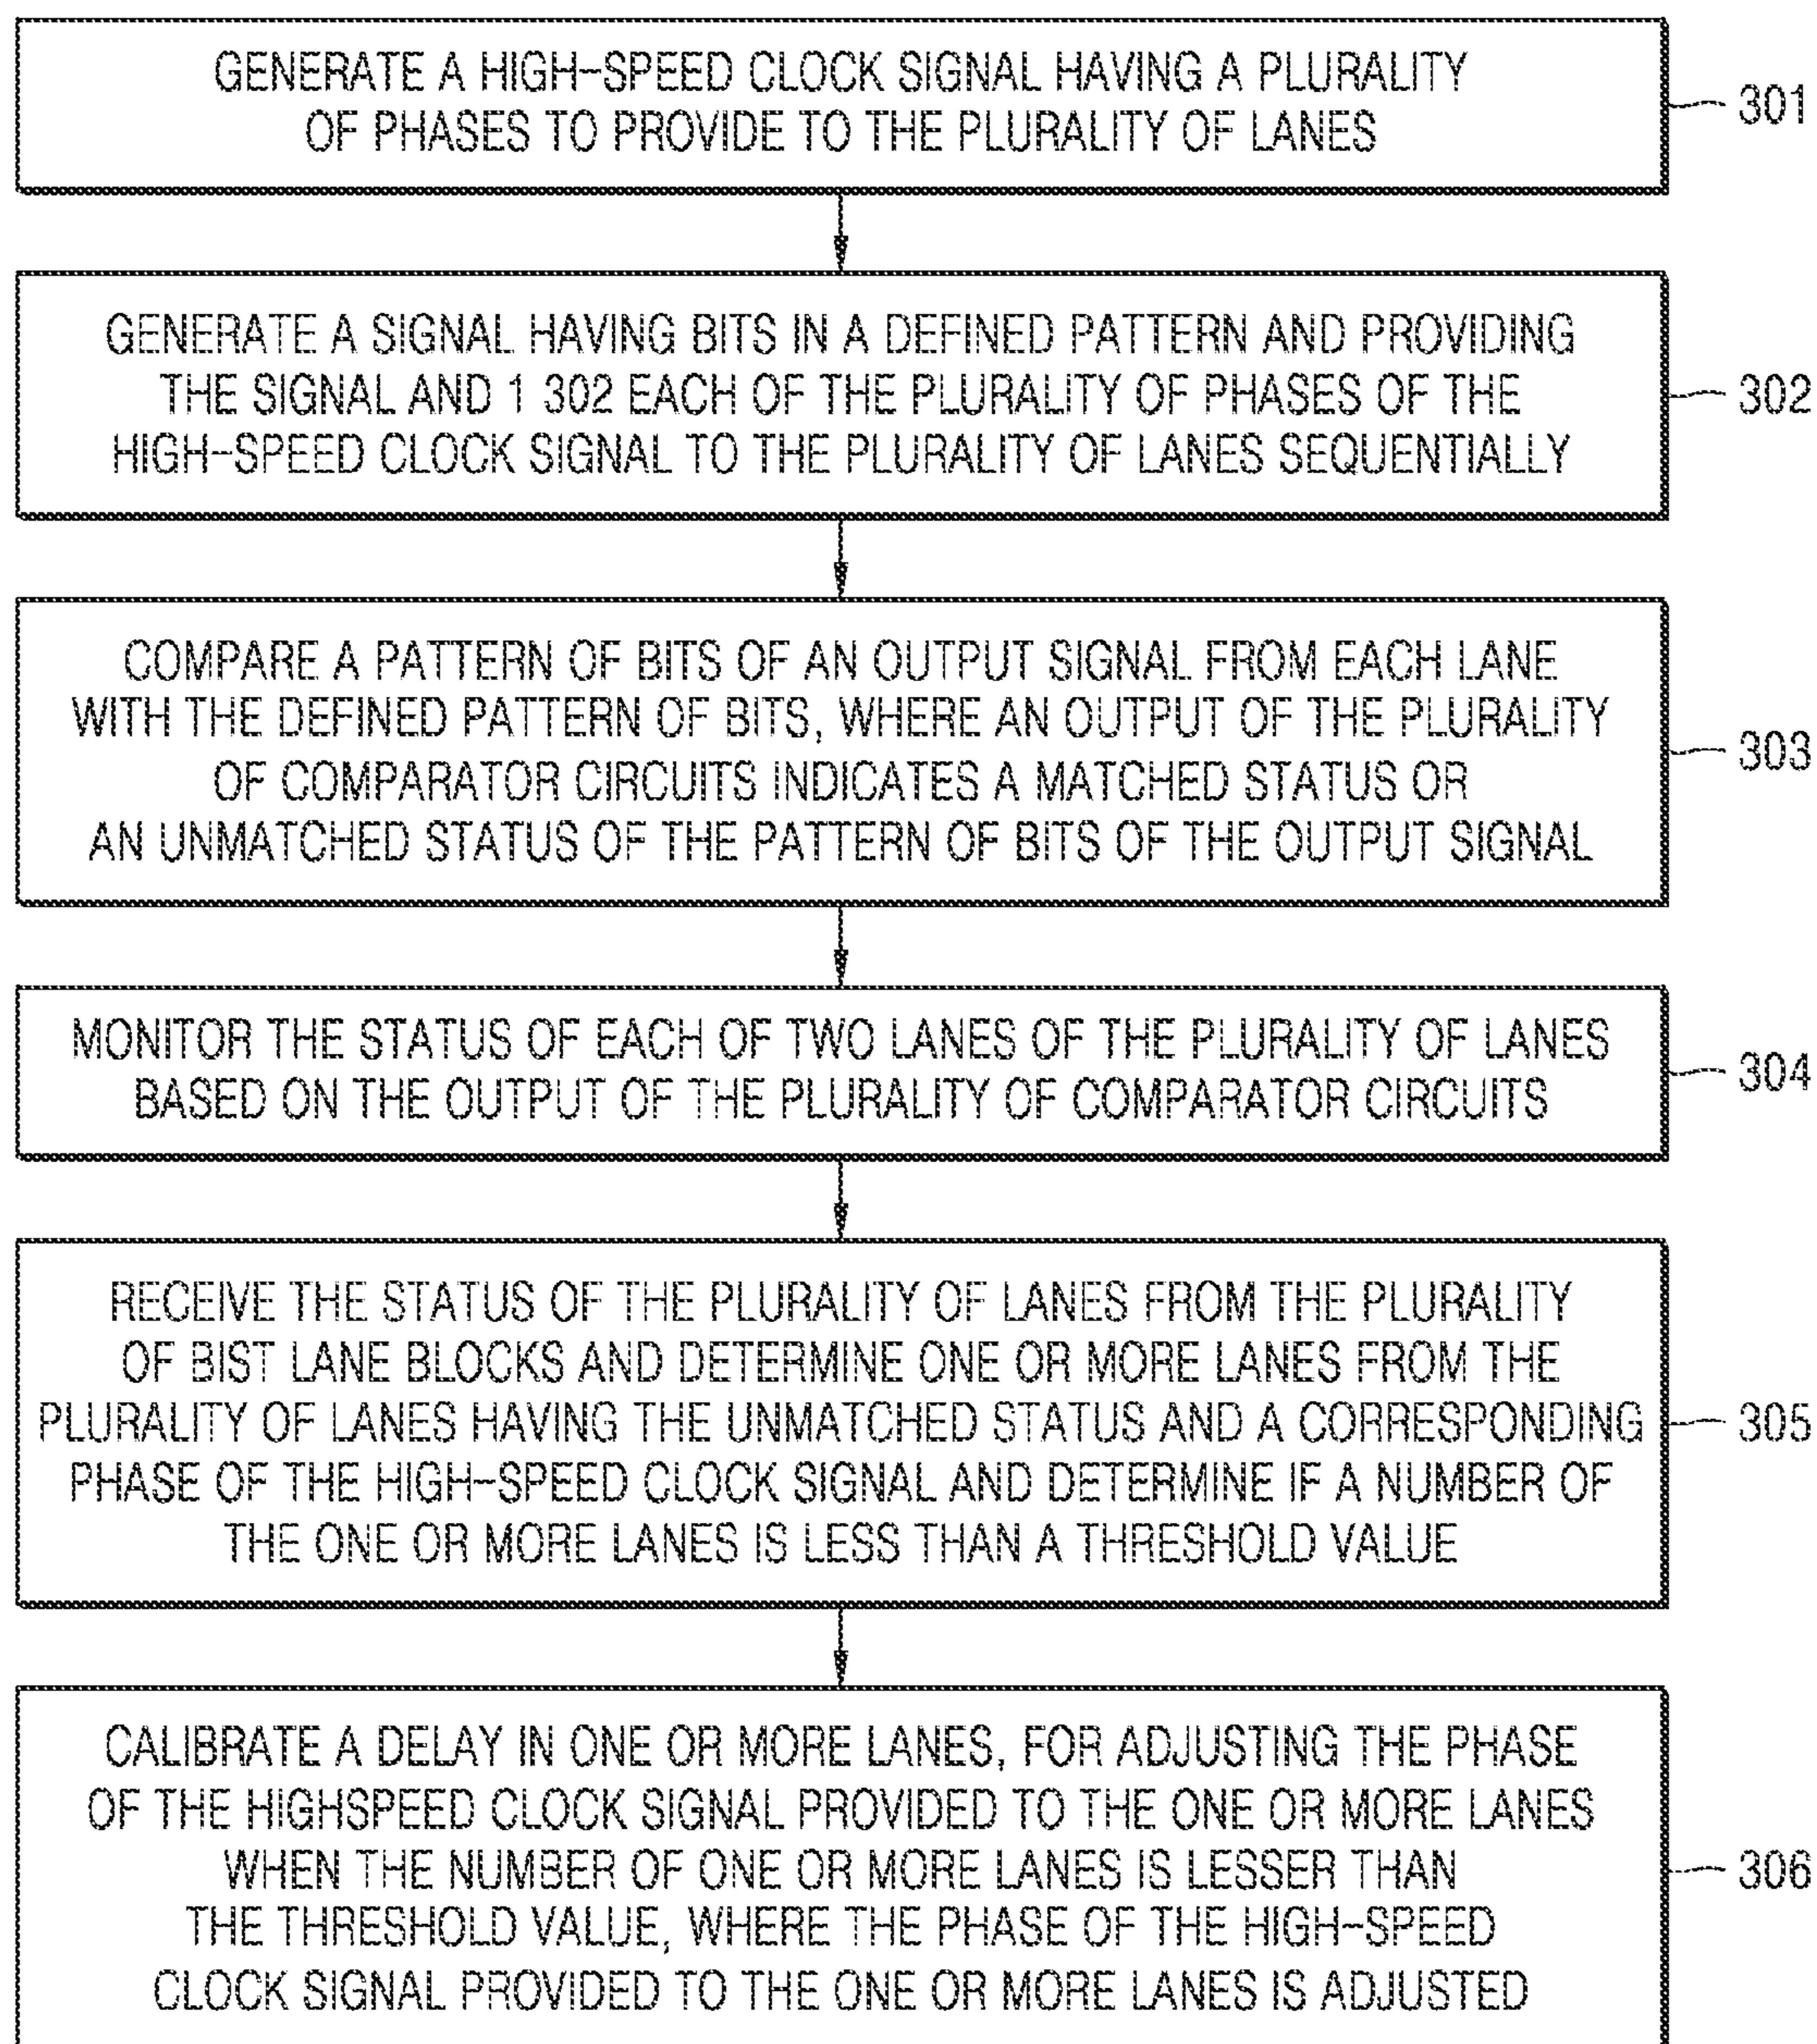 GENERATE A HIGH-SPEED CLOCK SIGNAL HAVING A PLURALITY
OF PHASES TO PROVIDE TO THE PLURALITY OF LANES
301
GENERATE A SIGNAL HAVING BITS IN A DEFINED PATTERN AND PROVIDING
THE SIGNAL AND 1 302 EACH OF THE PLURALITY OF PHASES OF THE
HIGH-SPEED CLOCK SIGNAL TO THE PLURALITY OF LANES SEQUENTIALLY
302
COMPARE A PATTERN OF BITS OF AN OUTPUT SIGNAL FROM EACH LANE
WITH THE DEFINED PATTERN OF BITS, WHERE AN OUTPUT OF THE PLURALITY
OF COMPARATOR CIRCUITS INDICATES A MATCHED STATUS OR
AN UNMATCHED STATUS OF THE PATTERN OF BITS OF THE OUTPUT SIGNAL
303
MONITOR THE STATUS OF EACH OF TWO LANES OF THE PLURALITY OF LANES
BASED ON THE OUTPUT OF THE PLURALITY OF COMPARATOR CIRCUITS
304
RECEIVE THE STATUS OF THE PLURALITY OF LANES FROM THE PLURALITY
OF BIST LANE BLOCKS AND DETERMINE ONE OR MORE LANES FROM THE
PLURALITY OF LANES HAVING THE UNMATCHED STATUS AND A CORRESPONDING
PHASE OF THE HIGH-SPEED CLOCK SIGNAL AND DETERMINE IF A NUMBER OF
THE ONE OR MORE LANES IS LESS THAN A THRESHOLD VALUE
305
CALIBRATE A DELAY IN ONE OR MORE LANES, FOR ADJUSTING THE PHASE
OF THE HIGHSPEED CLOCK SIGNAL PROVIDED TO THE ONE OR MORE LANES
WHEN THE NUMBER OF ONE OR MORE LANES IS LESSER THAN
THE THRESHOLD VALUE, WHERE THE PHASE OF THE HIGH-SPEED
CLOCK SIGNAL PROVIDED TO THE ONE OR MORE LANES IS ADJUSTED
306